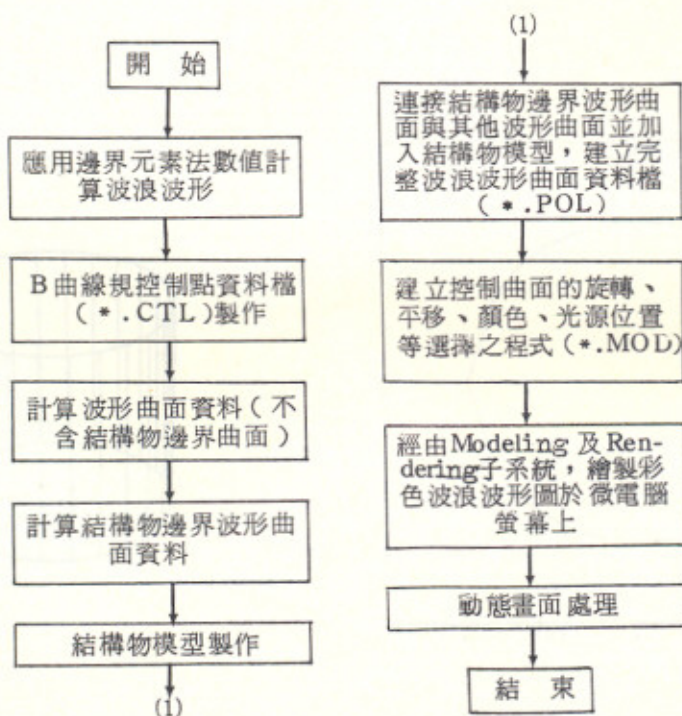 開 始
應用邊界元素法數值計
算波浪波形
B曲線規控制點資料檔
(*.CTL)製作
計算波形曲面資料(不
含結構物邊界曲面)
計算結構物邊界波形曲
面資料
結構物模型製作
(1)
(1)
連接結構物邊界波形曲
面與其他波形曲面並加
入結構物模型,建立完
整波浪波形曲面資料檔
(*.POL)
建立控制曲面的旋轉、
平移、顏色、光源位置
等選擇之程式(*.MOD)
經由Modeling 及Ren-
dering子系統,繪製彩
色波浪波形圖於微電腦
螢幕上
動態畫面處理
結 束